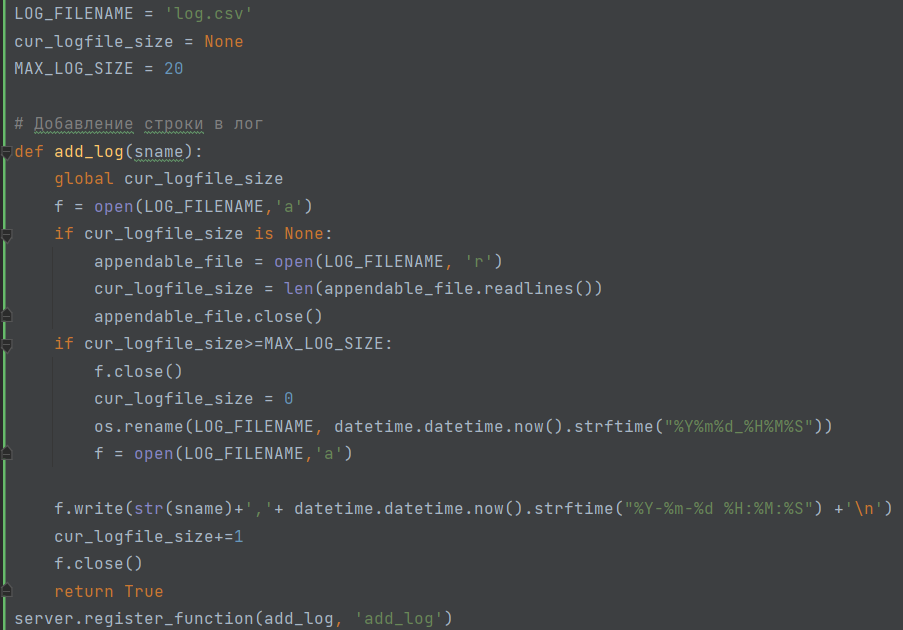 LOG_FILENAME = 'log.csv'
cur_logfile_size = None
MAX_LOG_SIZE = 20
# Добавление строки в лог
def add_log(sname):
    global cur_logfile_size
    f = open(LOG_FILENAME,'a')
    if cur_logfile_size is None:
        appendable_file = open(LOG_FILENAME, 'r')
        cur_logfile_size = len(appendable_file.readlines())
        appendable_file.close()
    if cur_logfile_size>=MAX_LOG_SIZE:
        f.close()
        cur_logfile_size = 0
        os.rename(LOG_FILENAME, datetime.datetime.now().strftime("%Y%m%d_%H%M%S"))
        f = open(LOG_FILENAME,'a')
    f.write(str(sname)+','+ datetime.datetime.now().strftime("%Y-%m-%d %H:%M:%S") +'\n')
    cur_logfile_size+=1
    f.close()
    return True
server.register_function(add_log, 'add_log')